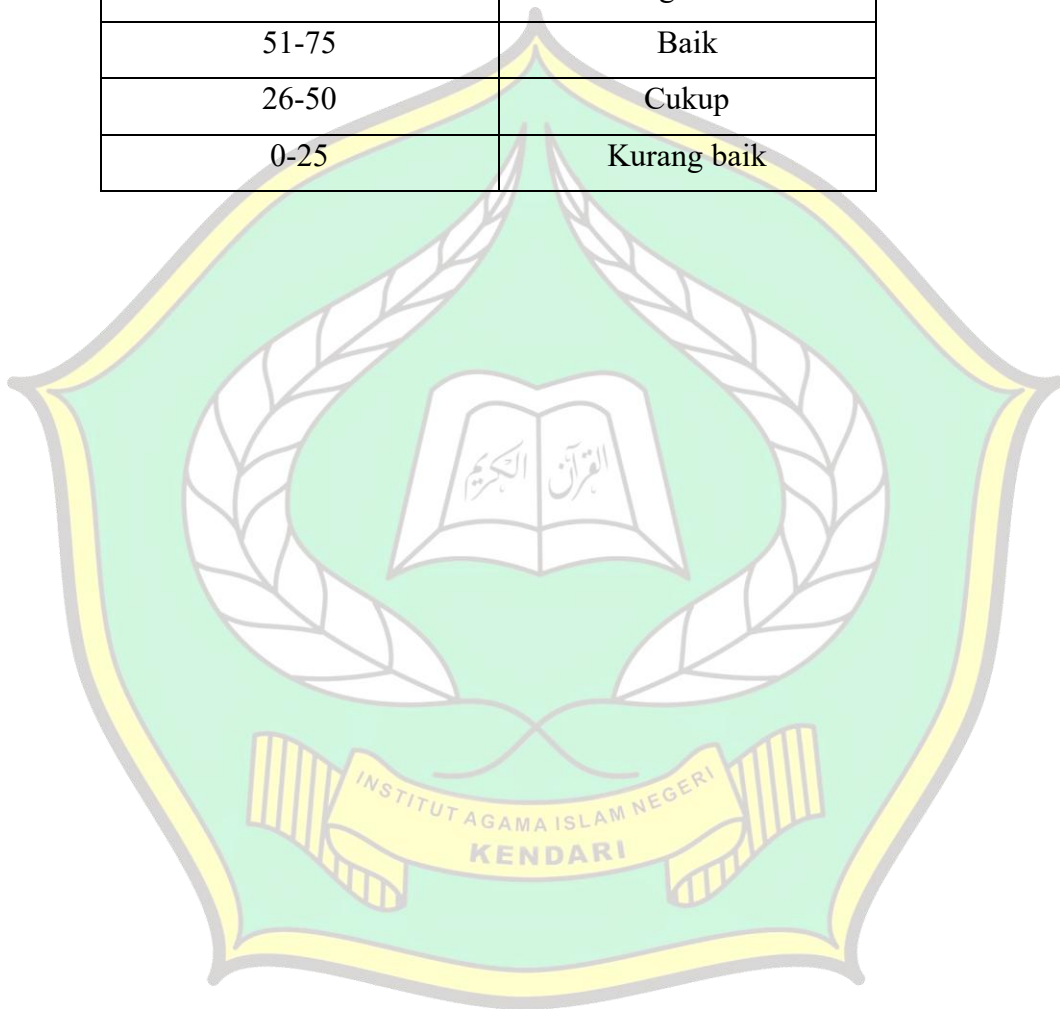 51-75 Baik
26-50 Cukup
0-25 Kurang baik
القرآن الكريم
INSTITUT AGAMA ISLAM NEGERI
KENDARI